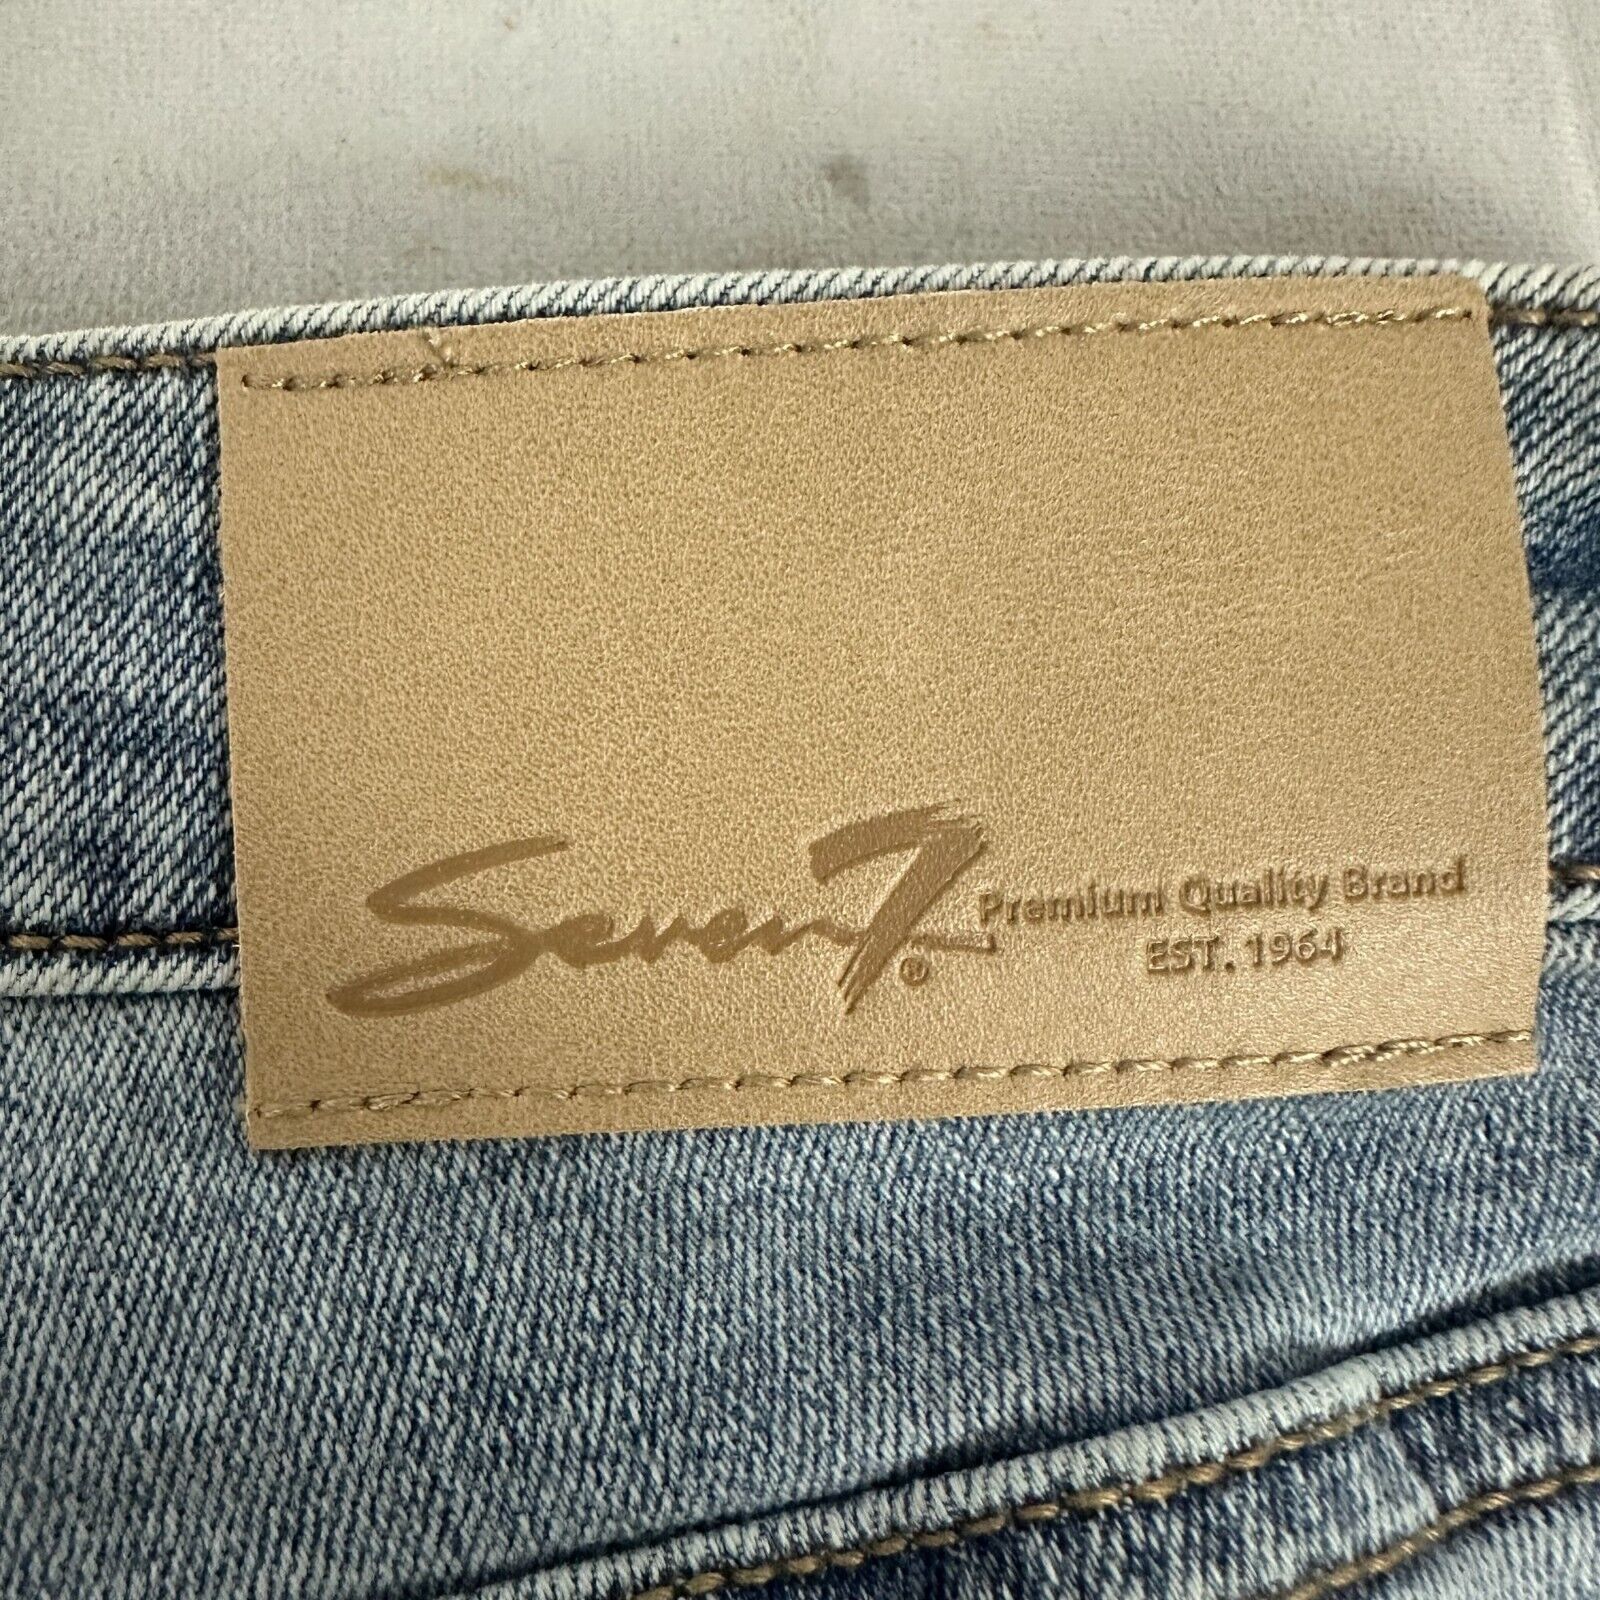 Seven7® Premium Quality Brand
EST. 1964